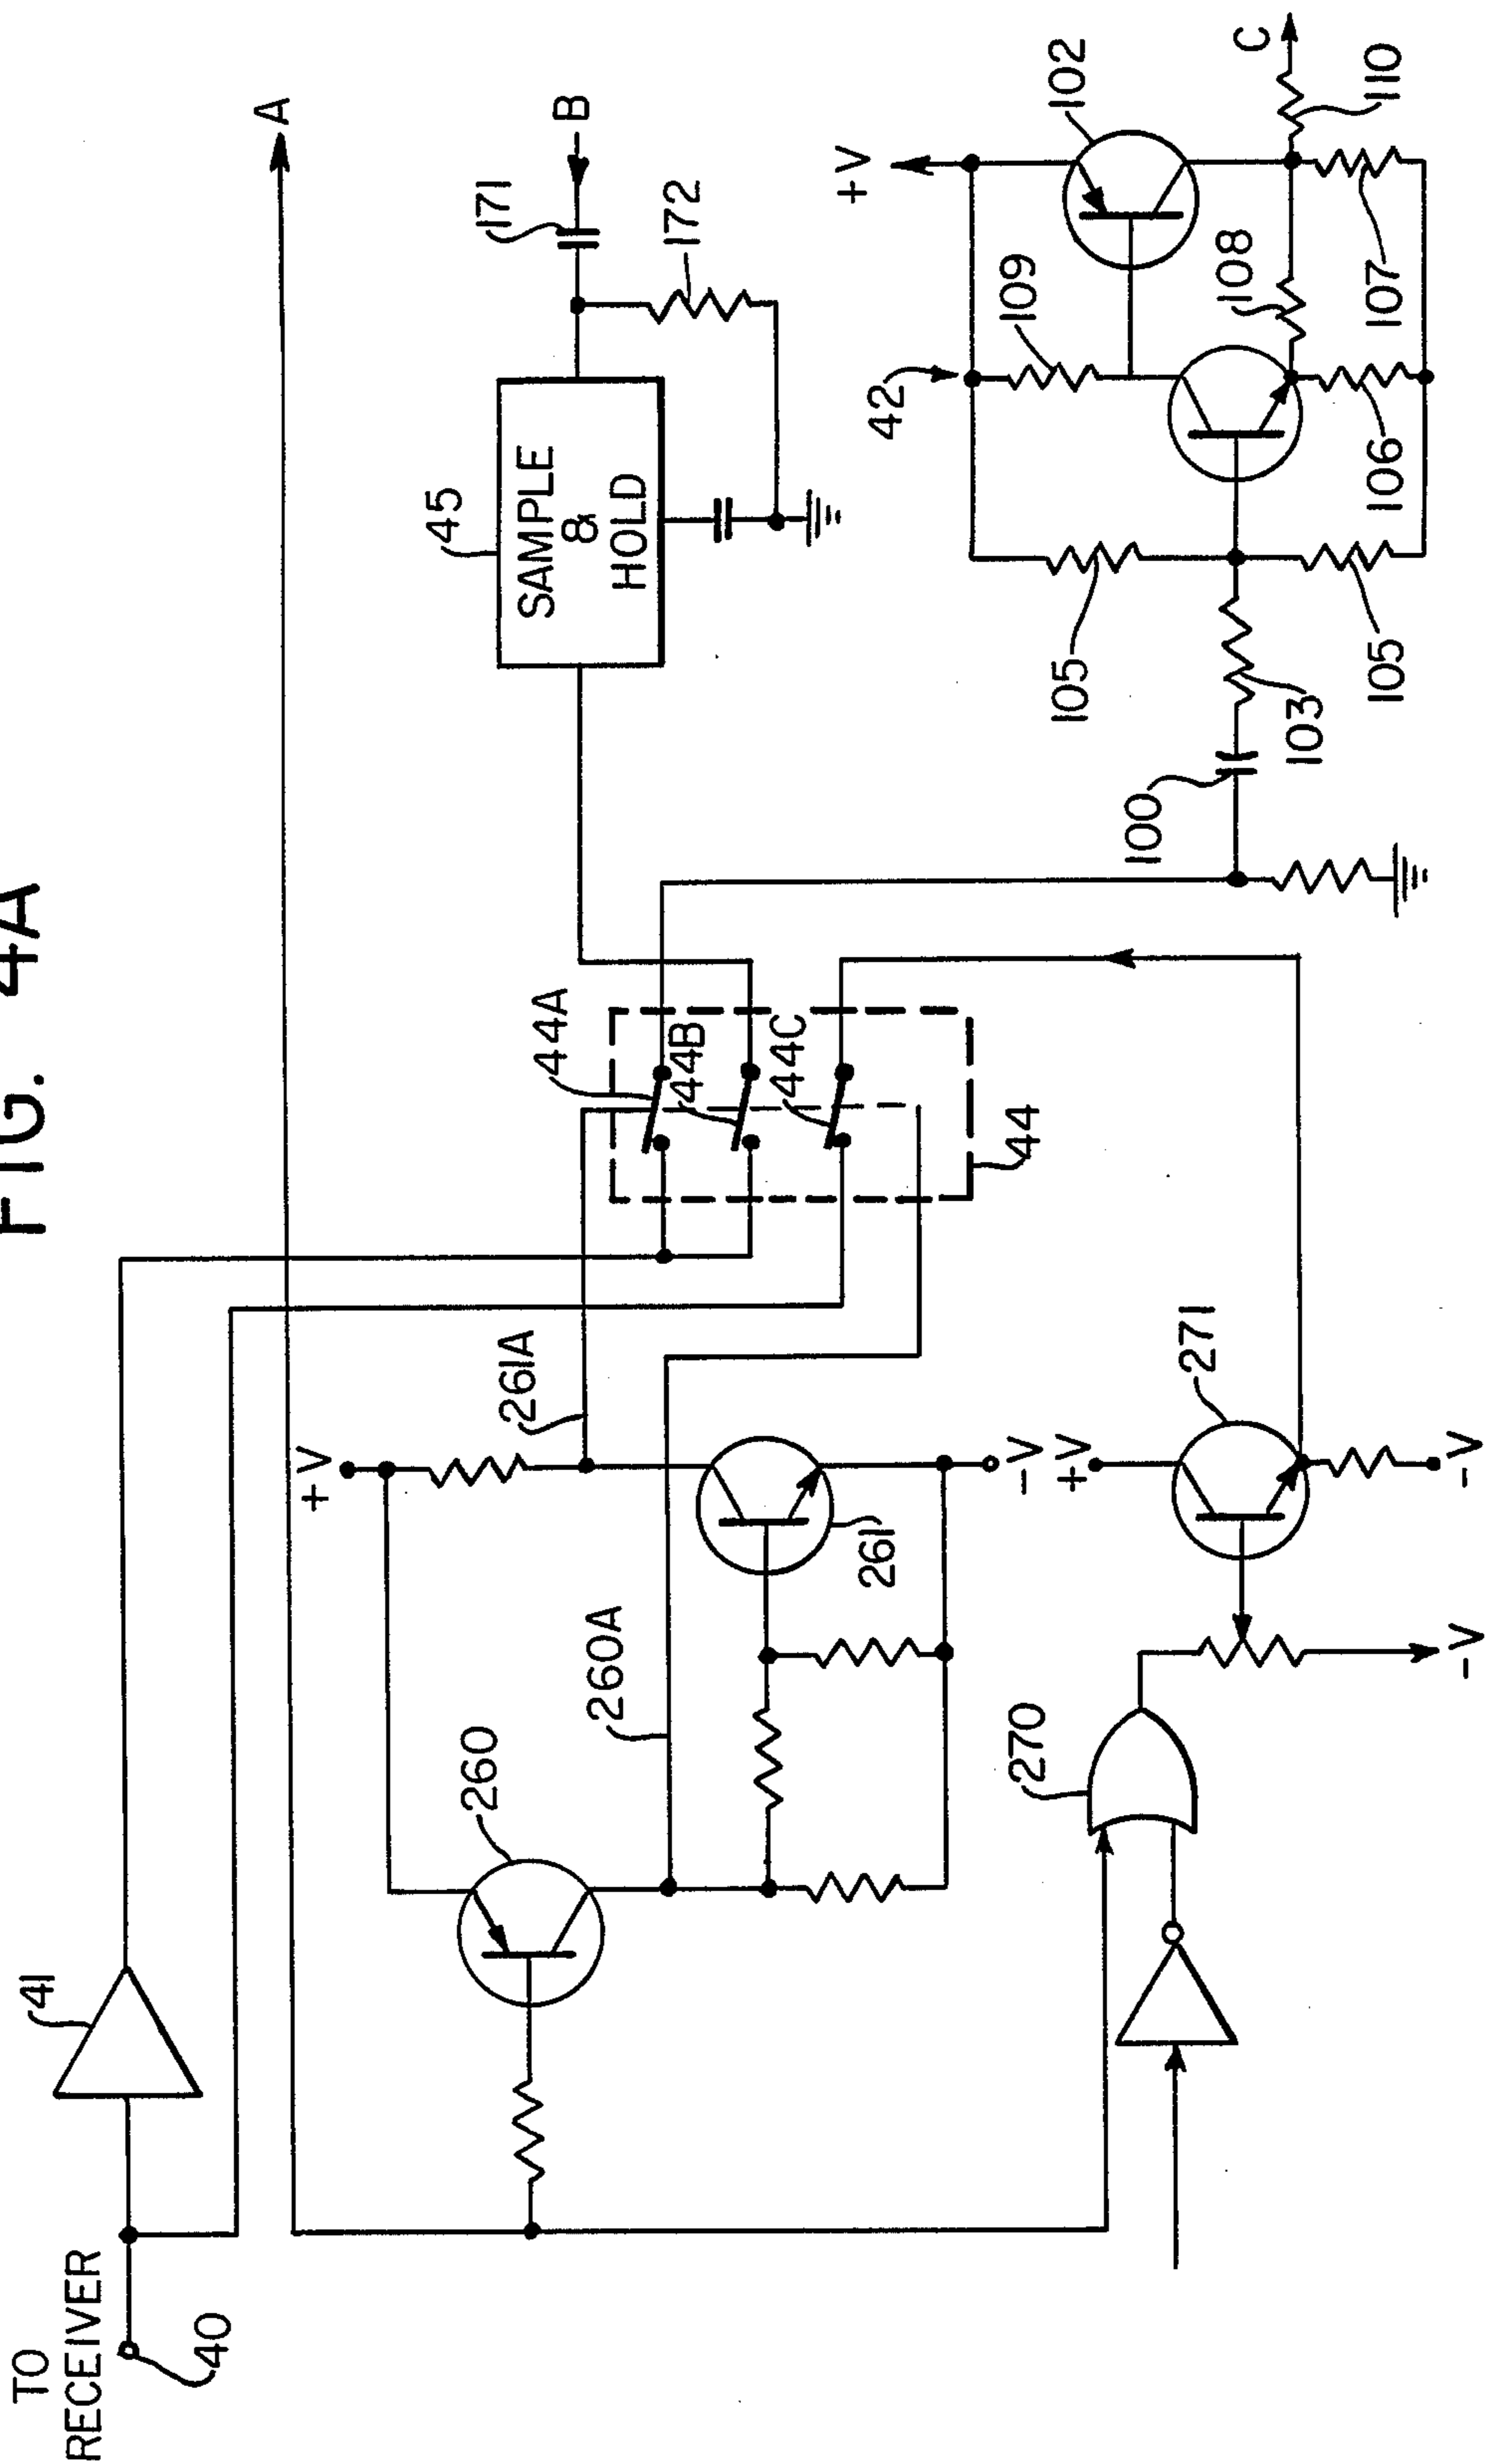 FIG. 4A
TO
RECEIVER
40
41
A
260
260A
261A
+V
261
-V
+V
271
-V
270
-V
44A
44B
44C
44
45
SAMPLE
&
HOLD
171
B
172
42
+V
109
102
108
C
110
107
106
105
105
103
100